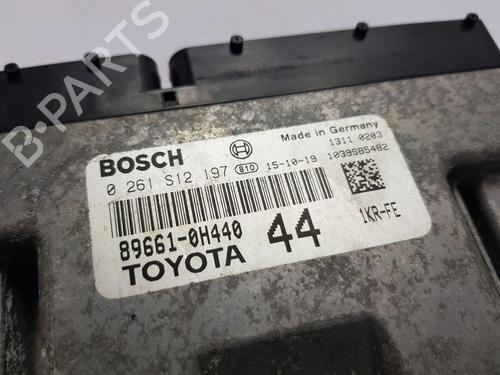 BOSCH
Made in Germany
0 261 S12 197 810 15-10-19
1311 0203
1039S85482
89661-0H440
44
1KR-FE
TOYOTA
B-PARTS